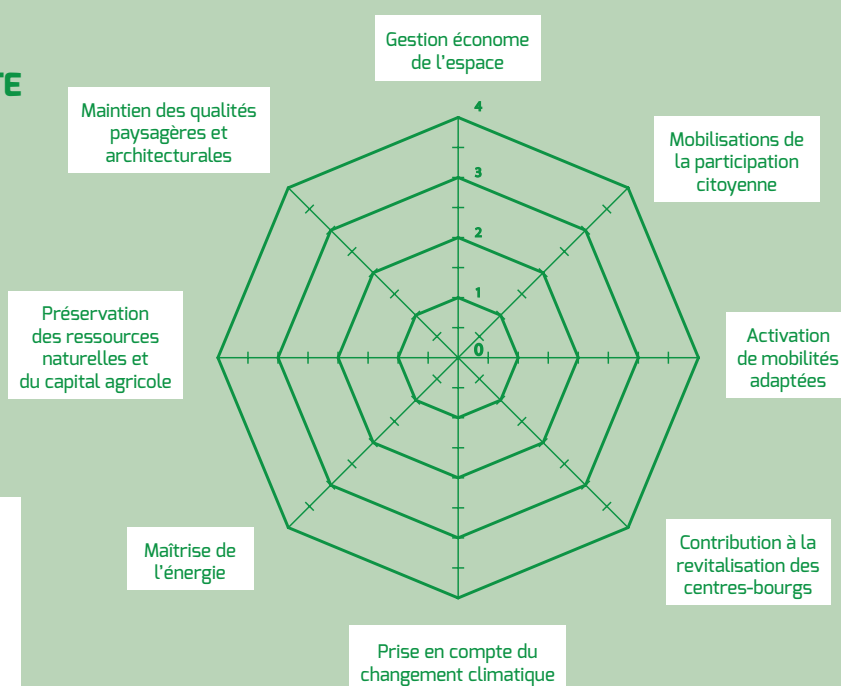 TE
Gestion économe
de l'espace
Maintien des qualités
paysagères et
architecturales
Mobilisations de
la participation
citoyenne
4
3
2
1
0
Préservation
des ressources
naturelles et
du capital agricole
Activation
de mobilités
adaptées
Maîtrise de
l'énergie
Contribution à la
revitalisation des
centres-bourgs
Prise en compte du
changement climatique